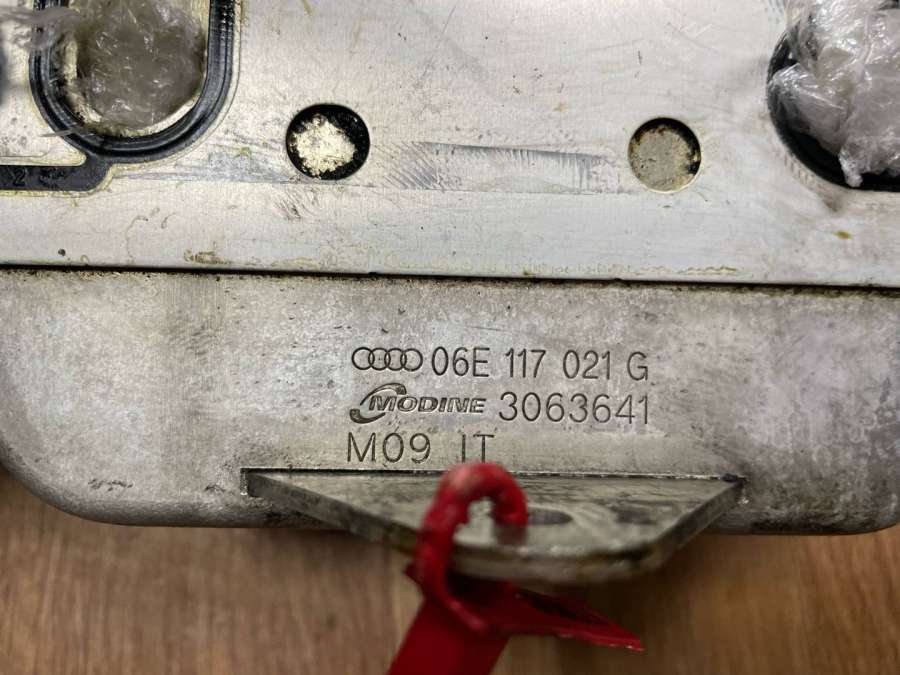 06E 117 021 G
MODINE 3063641
M09 IT